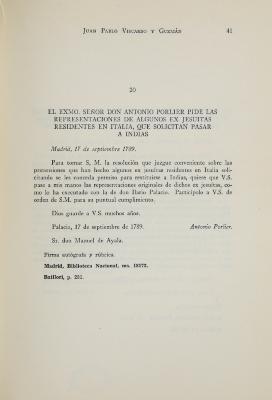 Juan Pablo Viscardo y Guzmán 41
20
EL EXMO. SEÑOR DON ANTONIO PORLIER PIDE LAS
REPRESENTACIONES DE ALGUNOS EX JESUITAS
RESIDENTES EN ITALIA, QUE SOLICITAN PASAR
A INDIAS
Madrid, 17 de septiembre 1789.
Para tomar S, M. la resolución que juzgue conveniente sobre las
pretensiones que han hecho algunos ex jesuitas residentes en Italia soli-
citando se les conceda permiso para restituirse a Indias, quiere que V.S.
pase a mis manos las representaciones originales de dichos ex jesuitas, co-
mo lo ha executado con la de don Ilario Palacio. Participolo a V.S. de
orden de S.M. para su puntual cumplimiento.
Dios guarde a V.S. muchos años.
Palacio, 17 de septiembre de 1789. Antonio Porlier.
Sr. don Manuel de Ayala.
Firma autógrafa y rúbrica.
Madrid, Biblioteca Nacional, ms. 19272.
Batllori, p. 231.